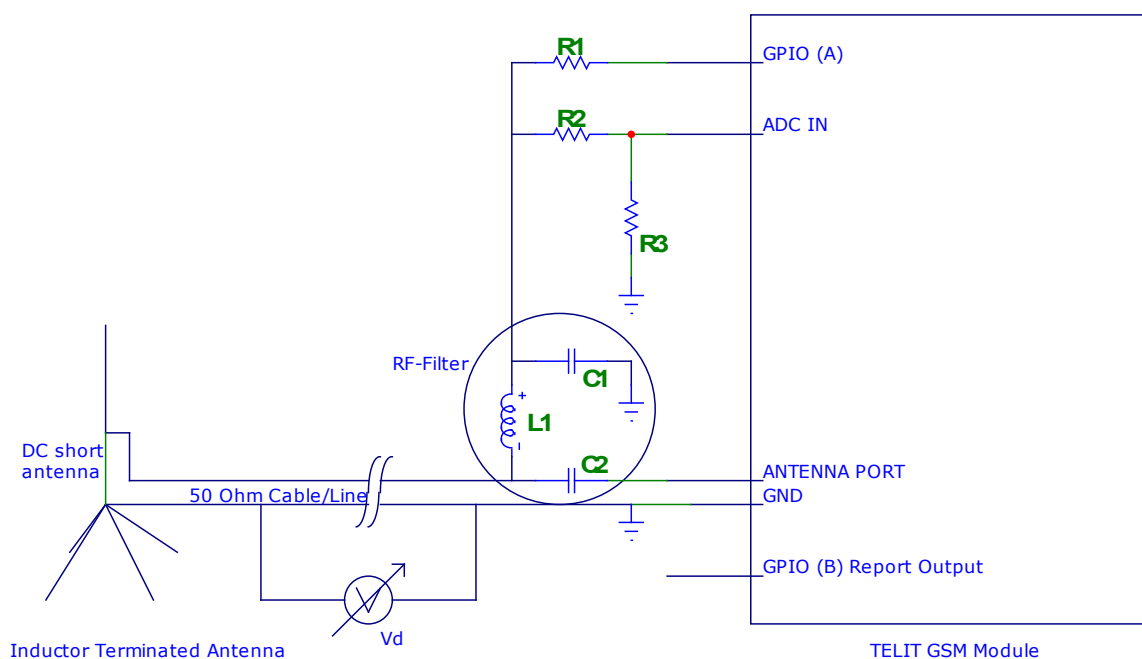 R1
GPIO (A)
R2
ADC IN
R3
RF-Filter
C1
+
L1
-
DC short
antenna
C2
50 Ohm Cable/Line
ANTENNA PORT
GND
GPIO (B) Report Output
V
Vd
Inductor Terminated Antenna
TELIT GSM Module